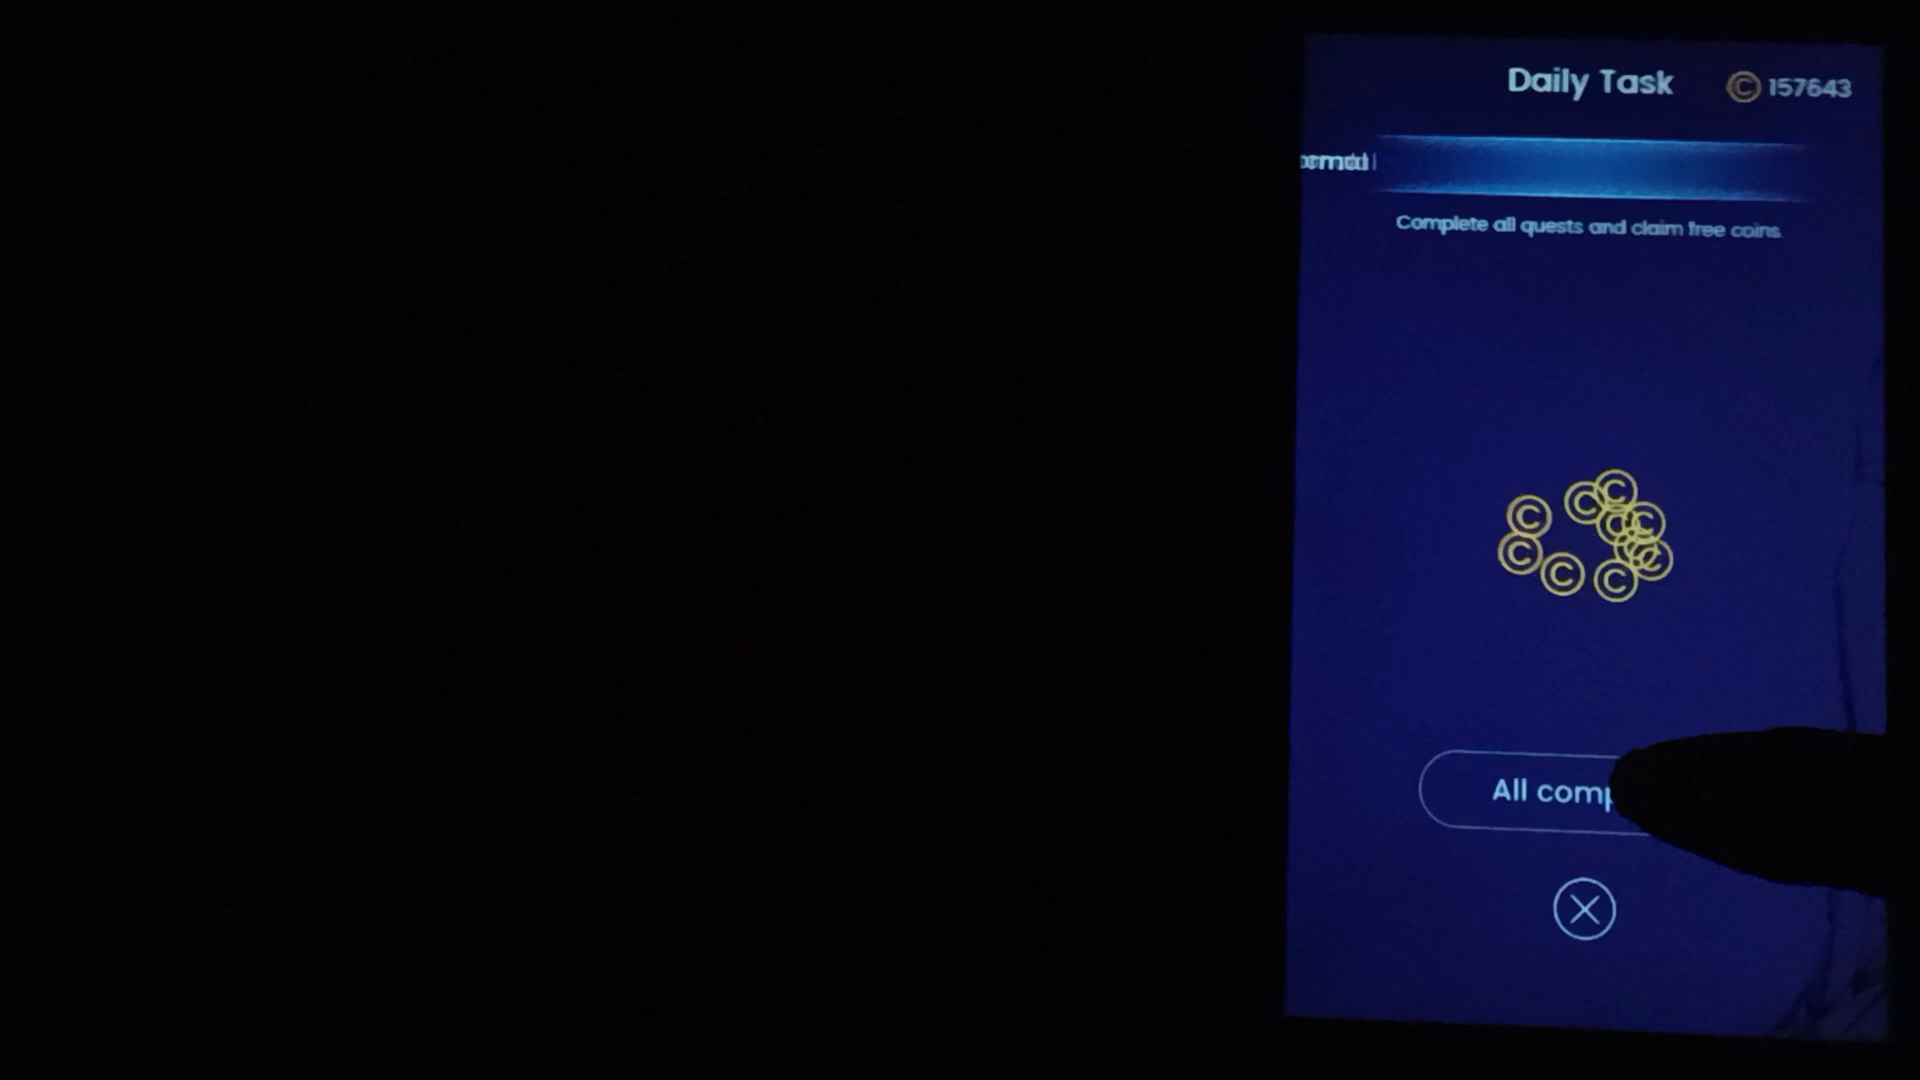 Daily Task
© 157643
Complete all quests and claim free coins.
All comp